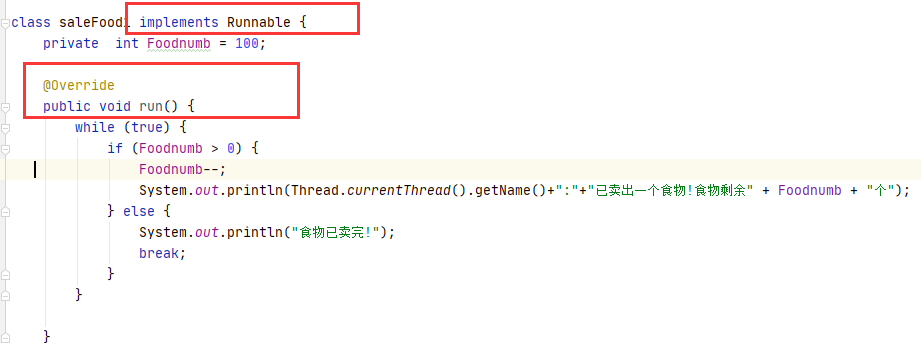 class saleFood1 implements Runnable {
    private  int Foodnumb = 100;
    @Override
    public void run() {
        while (true) {
            if (Foodnumb > 0) {
                Foodnumb--;
                System.out.println(Thread.currentThread().getName()+":"+"已卖出一个食物!食物剩余" + Foodnumb + "个");
            } else {
                System.out.println("食物已卖完!");
                break;
            }
        }
    }